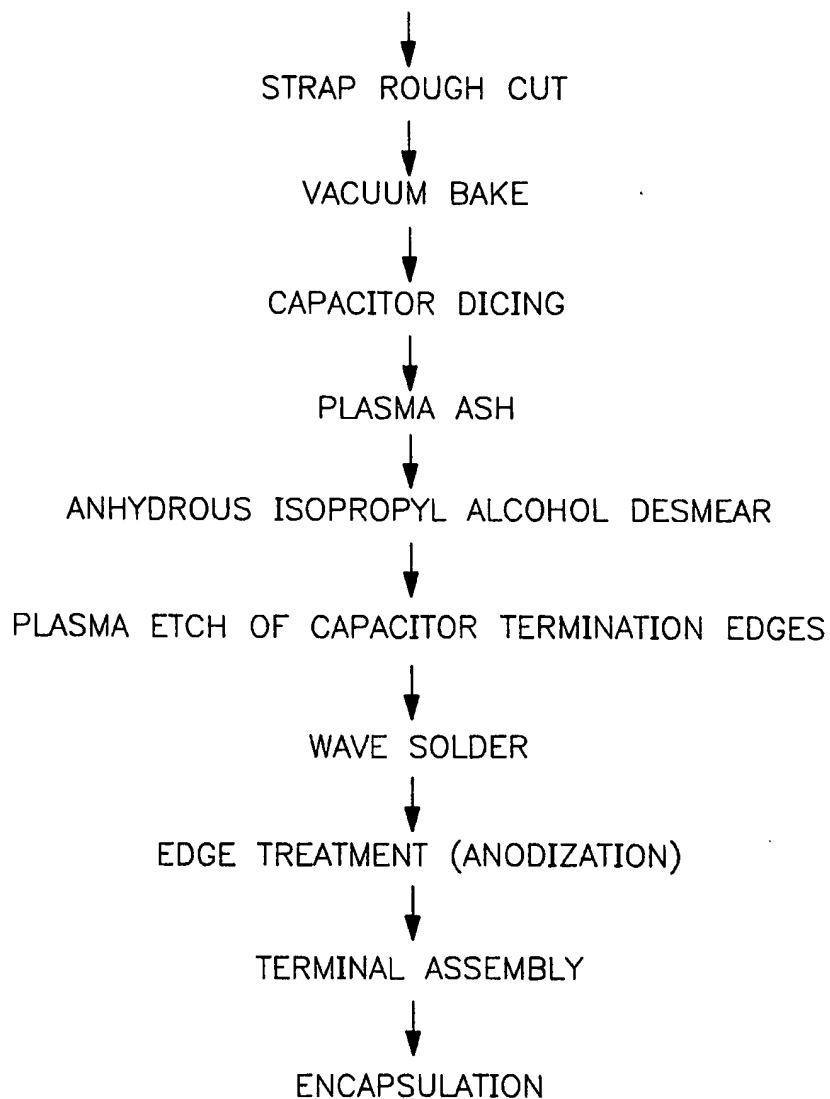 STRAP ROUGH CUT
VACUUM BAKE
CAPACITOR DICING
PLASMA ASH
ANHYDROUS ISOPROPYL ALCOHOL DESMEAR
PLASMA ETCH OF CAPACITOR TERMINATION EDGES
WAVE SOLDER
EDGE TREATMENT (ANODIZATION)
TERMINAL ASSEMBLY
ENCAPSULATION